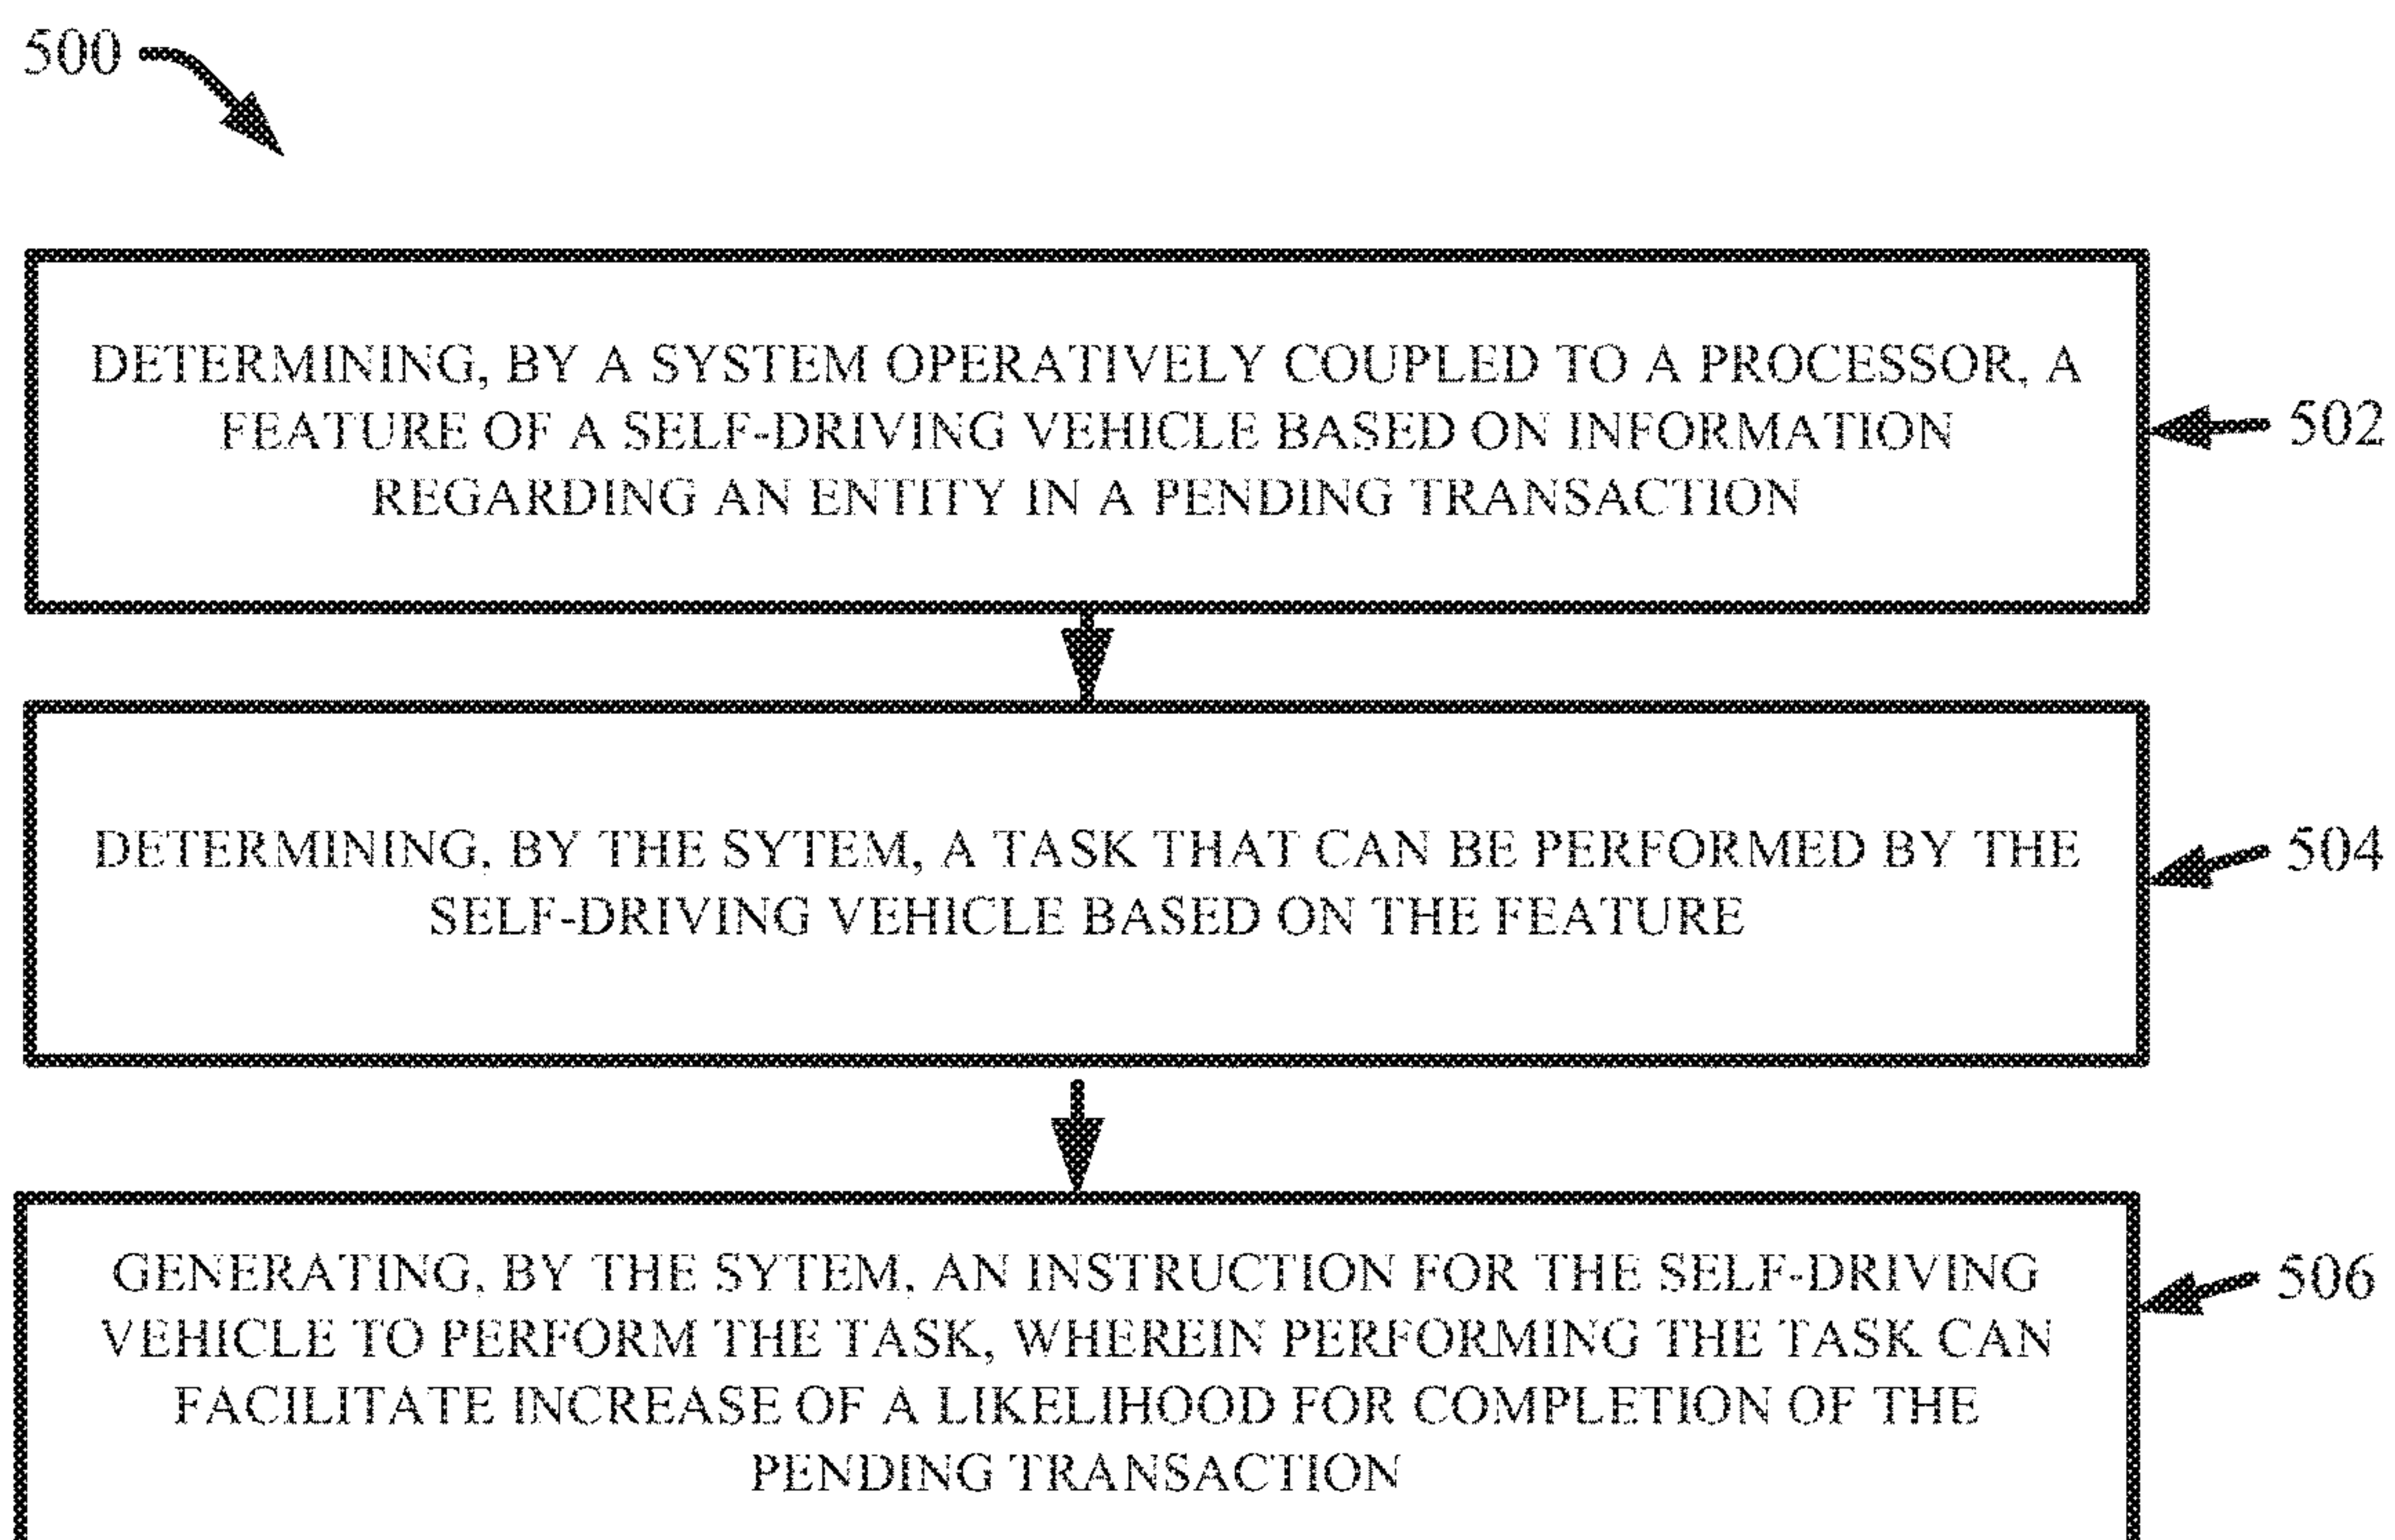 500
DETERMINING, BY A SYSTEM OPERATIVELY COUPLED TO A PROCESSOR, A
FEATURE OF A SELF-DRIVING VEHICLE BASED ON INFORMATION
REGARDING AN ENTITY IN A PENDING TRANSACTION
502
DETERMINING, BY THE SYTEM, A TASK THAT CAN BE PERFORMED BY THE
SELF-DRIVING VEHICLE BASED ON THE FEATURE
504
GENERATING, BY THE SYTEM, AN INSTRUCTION FOR THE SELF-DRIVING
VEHICLE TO PERFORM THE TASK, WHEREIN PERFORMING THE TASK CAN
FACILITATE INCREASE OF A LIKELIHOOD FOR COMPLETION OF THE
PENDING TRANSACTION
506